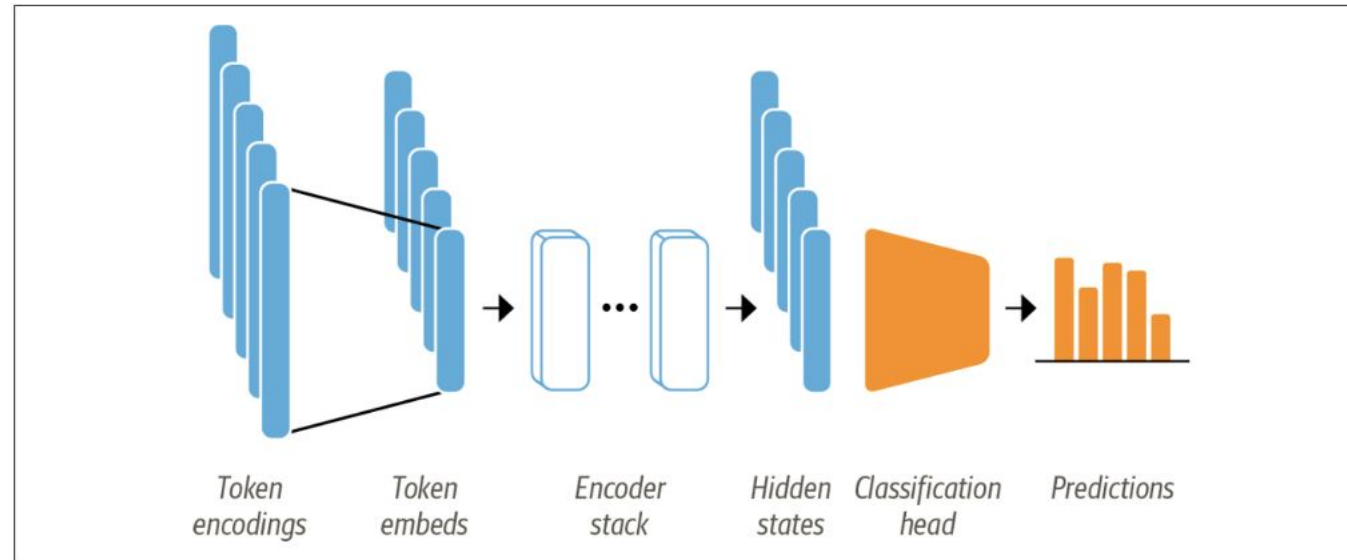 Token
encodings
Token
embeds
Encoder
stack
Hidden
states
Classification
head
Predictions